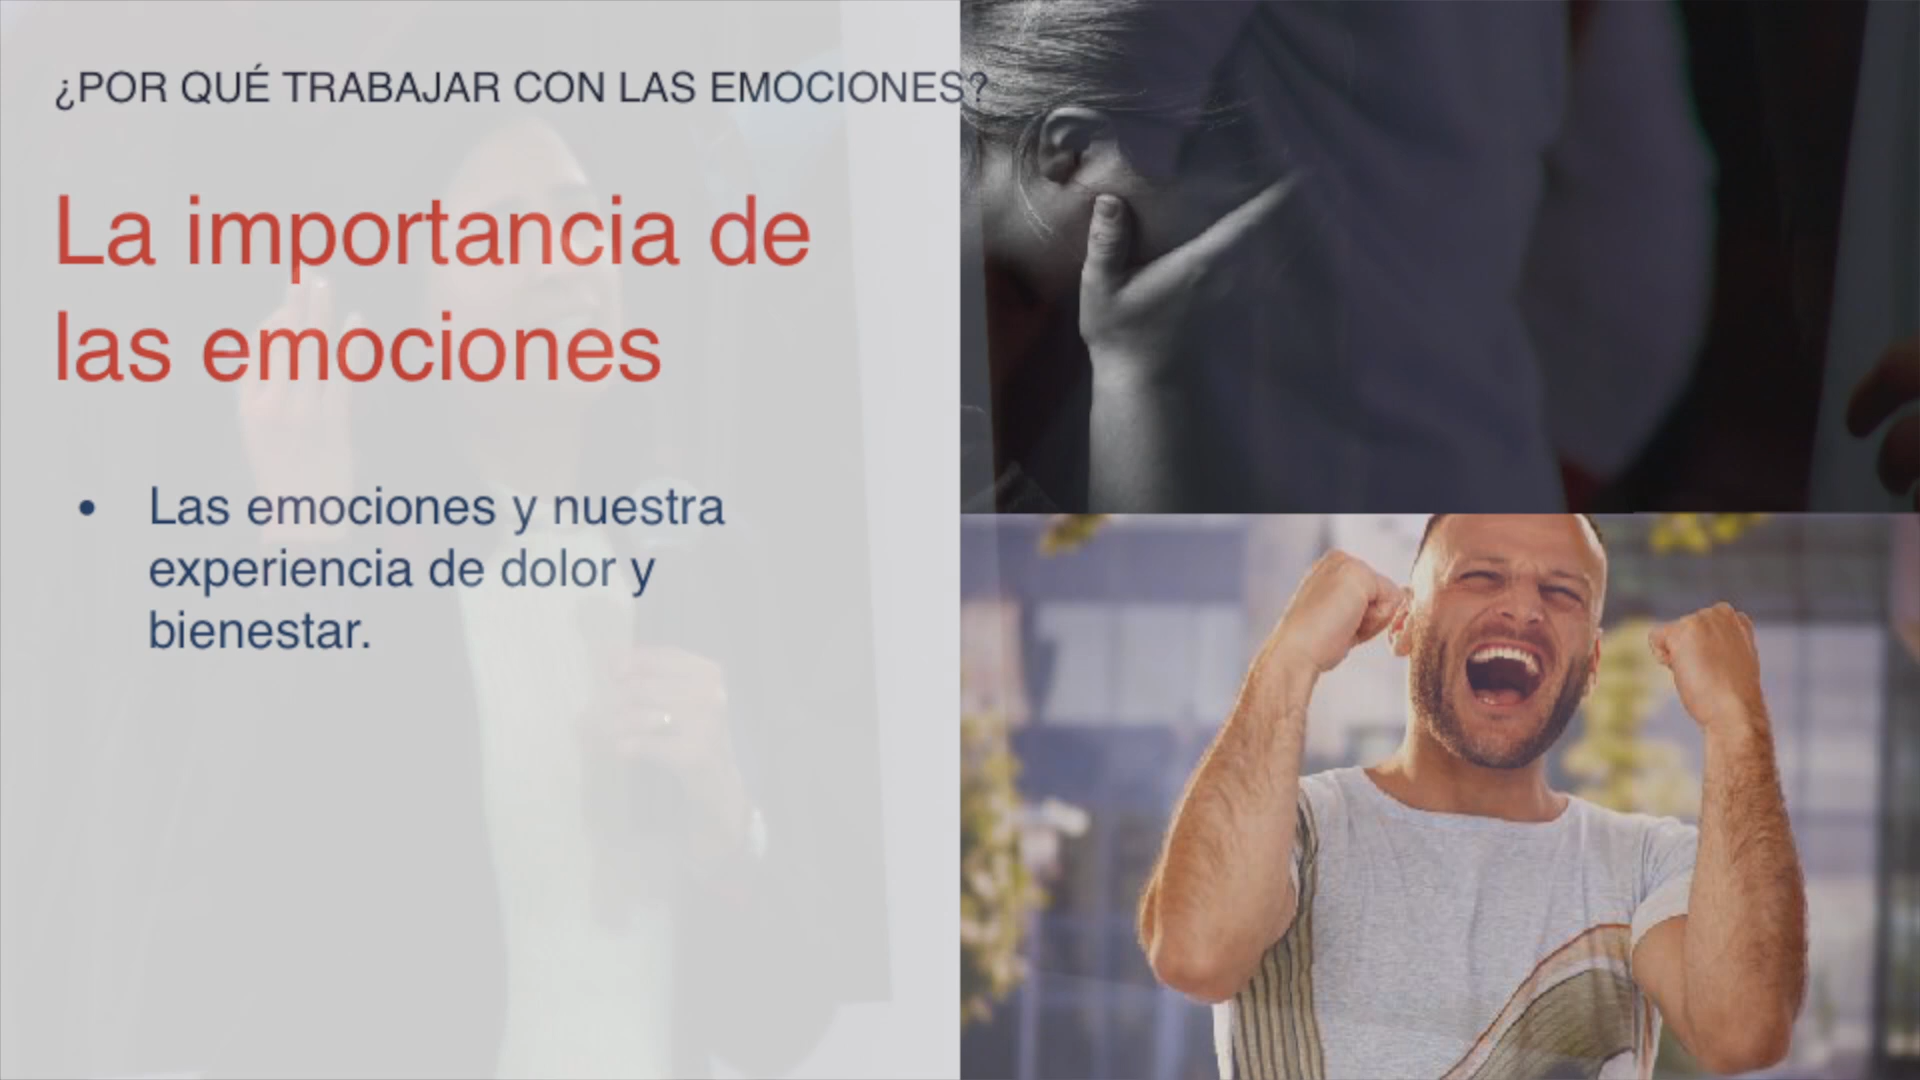 ¿POR QUÉ TRABAJAR CON LAS EMOCIONES?
La importancia de
las emociones
• Las emociones y nuestra
experiencia de dolor y
bienestar.